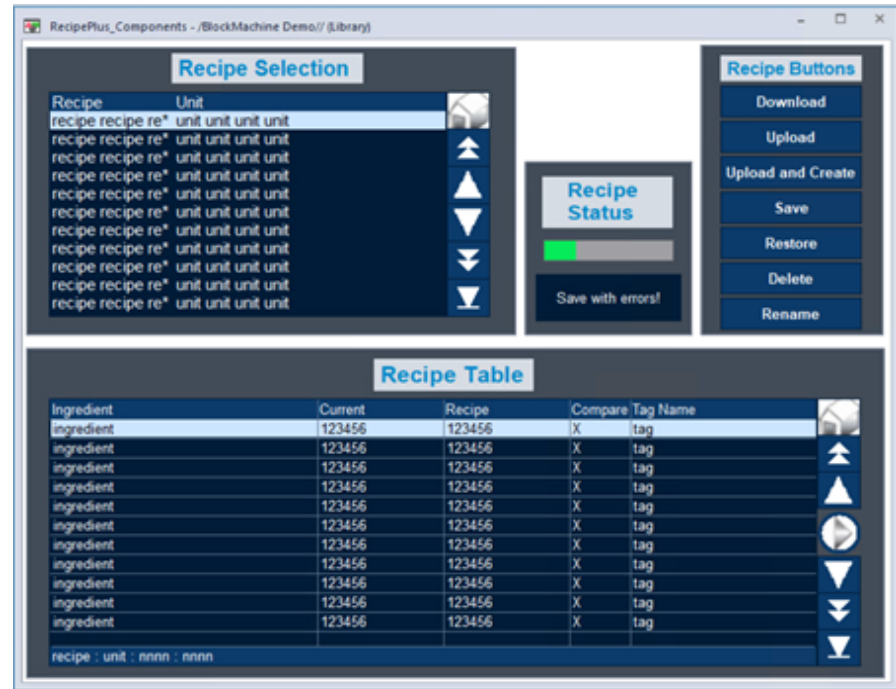 RecipePlus_Components - /BlockMachine Demo// (Library)
Recipe Selection
Recipe Unit
recipe recipe re* unit unit unit unit
recipe recipe re* unit unit unit unit
recipe recipe re* unit unit unit unit
recipe recipe re* unit unit unit unit
recipe recipe re* unit unit unit unit
recipe recipe re* unit unit unit unit
recipe recipe re* unit unit unit unit
recipe recipe re* unit unit unit unit
recipe recipe re* unit unit unit unit
recipe recipe re* unit unit unit unit
recipe recipe re* unit unit unit unit
Recipe
Status
Save with errors!
Recipe Buttons
Download
Upload
Upload and Create
Save
Restore
Delete
Rename
Recipe Table
Ingredient Current Recipe Compare Tag Name
ingredient 123456 123456 X tag
ingredient 123456 123456 X tag
ingredient 123456 123456 X tag
ingredient 123456 123456 X tag
ingredient 123456 123456 X tag
ingredient 123456 123456 X tag
ingredient 123456 123456 X tag
ingredient 123456 123456 X tag
ingredient 123456 123456 X tag
ingredient 123456 123456 X tag
ingredient 123456 123456 X tag
recipe : unit : nnnn : nnnn